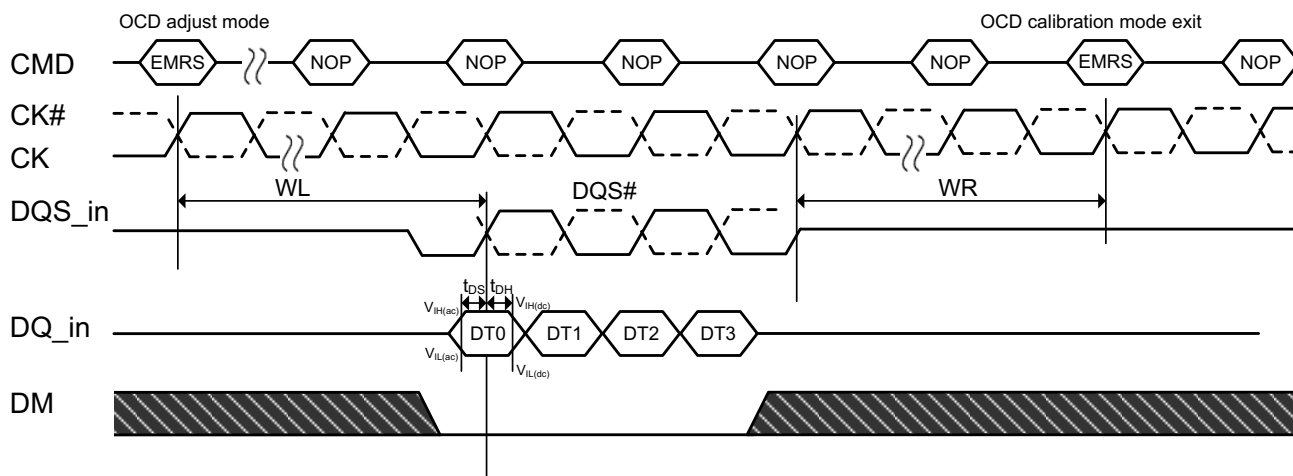 OCD adjust mode OCD calibration mode exit
CMD EMRS NOP NOP NOP NOP NOP EMRS NOP
CK#
CK
WL DQS# WR
DQS_in
tDS tDH
VIH(ac) VIH(dc)
DQ_in DT0 DT1 DT2 DT3
VIL(ac) VIL(dc)
DM